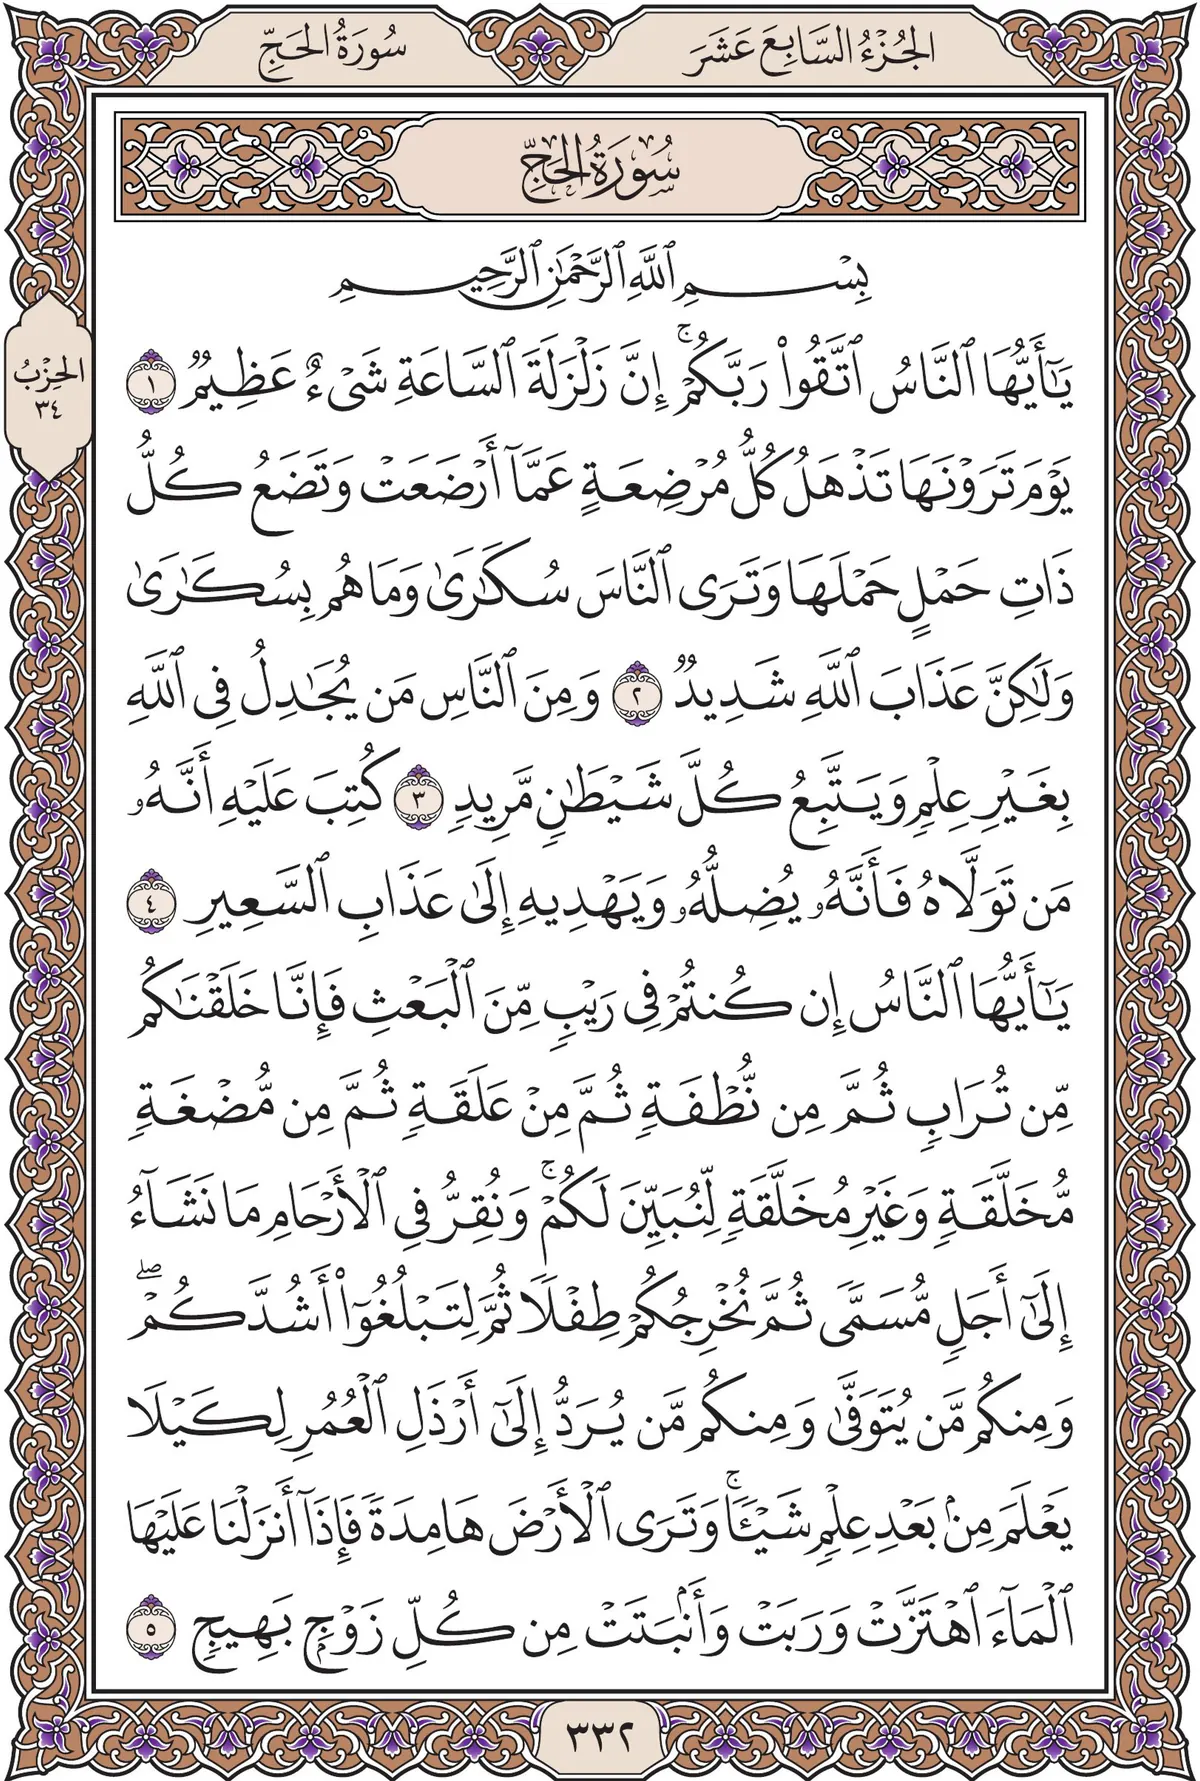 الجُزْءُ السَّابِعَ عَشَرَ
سُورَةُ الحَجِّ
سُورَةُ الحَجِّ
بِسْمِ ٱللَّهِ ٱلرَّحْمَٰنِ ٱلرَّحِيمِ
يَٰٓأَيُّهَا ٱلنَّاسُ ٱتَّقُوا۟ رَبَّكُمْ ۚ إِنَّ زَلْزَلَةَ ٱلسَّاعَةِ شَىْءٌ عَظِيمٌ ١
يَوْمَ تَرَوْنَهَا تَذْهَلُ كُلُّ مُرْضِعَةٍ عَمَّآ أَرْضَعَتْ وَتَضَعُ كُلُّ
ذَاتِ حَمْلٍ حَمْلَهَا وَتَرَى ٱلنَّاسَ سُكَٰرَىٰ وَمَا هُم بِسُكَٰرَىٰ
وَلَٰكِنَّ عَذَابَ ٱللَّهِ شَدِيدٌ ٢ وَمِنَ ٱلنَّاسِ مَن يُجَٰدِلُ فِى ٱللَّهِ
بِغَيْرِ عِلْمٍ وَيَتَّبِعُ كُلَّ شَيْطَٰنٍ مَّرِيدٍ ٣ كُتِبَ عَلَيْهِ أَنَّهُۥ
مَن تَوَلَّاهُ فَأَنَّهُۥ يُضِلُّهُۥ وَيَهْدِيهِ إِلَىٰ عَذَابِ ٱلسَّعِيرِ ٤
يَٰٓأَيُّهَا ٱلنَّاسُ إِن كُنتُمْ فِى رَيْبٍ مِّنَ ٱلْبَعْثِ فَإِنَّا خَلَقْنَٰكُم
مِّن تُرَابٍ ثُمَّ مِن نُّطْفَةٍ ثُمَّ مِنْ عَلَقَةٍ ثُمَّ مِن مُّضْغَةٍ
مُّخَلَّقَةٍ وَغَيْرِ مُخَلَّقَةٍ لِّنُبَيِّنَ لَكُمْ ۚ وَنُقِرُّ فِى ٱلْأَرْحَامِ مَا نَشَآءُ
إِلَىٰٓ أَجَلٍ مُّسَمًّى ثُمَّ نُخْرِجُكُمْ طِفْلًا ثُمَّ لِتَبْلُغُوٓا۟ أَشُدَّكُمْ ۖ
وَمِنكُم مَّن يُتَوَفَّىٰ وَمِنكُم مَّن يُرَدُّ إِلَىٰٓ أَرْذَلِ ٱلْعُمُرِ لِكَيْلَا
يَعْلَمَ مِنۢ بَعْدِ عِلْمٍ شَيْـًٔا ۚ وَتَرَى ٱلْأَرْضَ هَامِدَةً فَإِذَآ أَنزَلْنَا عَلَيْهَا
ٱلْمَآءَ ٱهْتَزَّتْ وَرَبَتْ وَأَنۢبَتَتْ مِن كُلِّ زَوْجٍۭ بَهِيجٍ ٥
الحِزْبُ
٣٤
٣٣٢